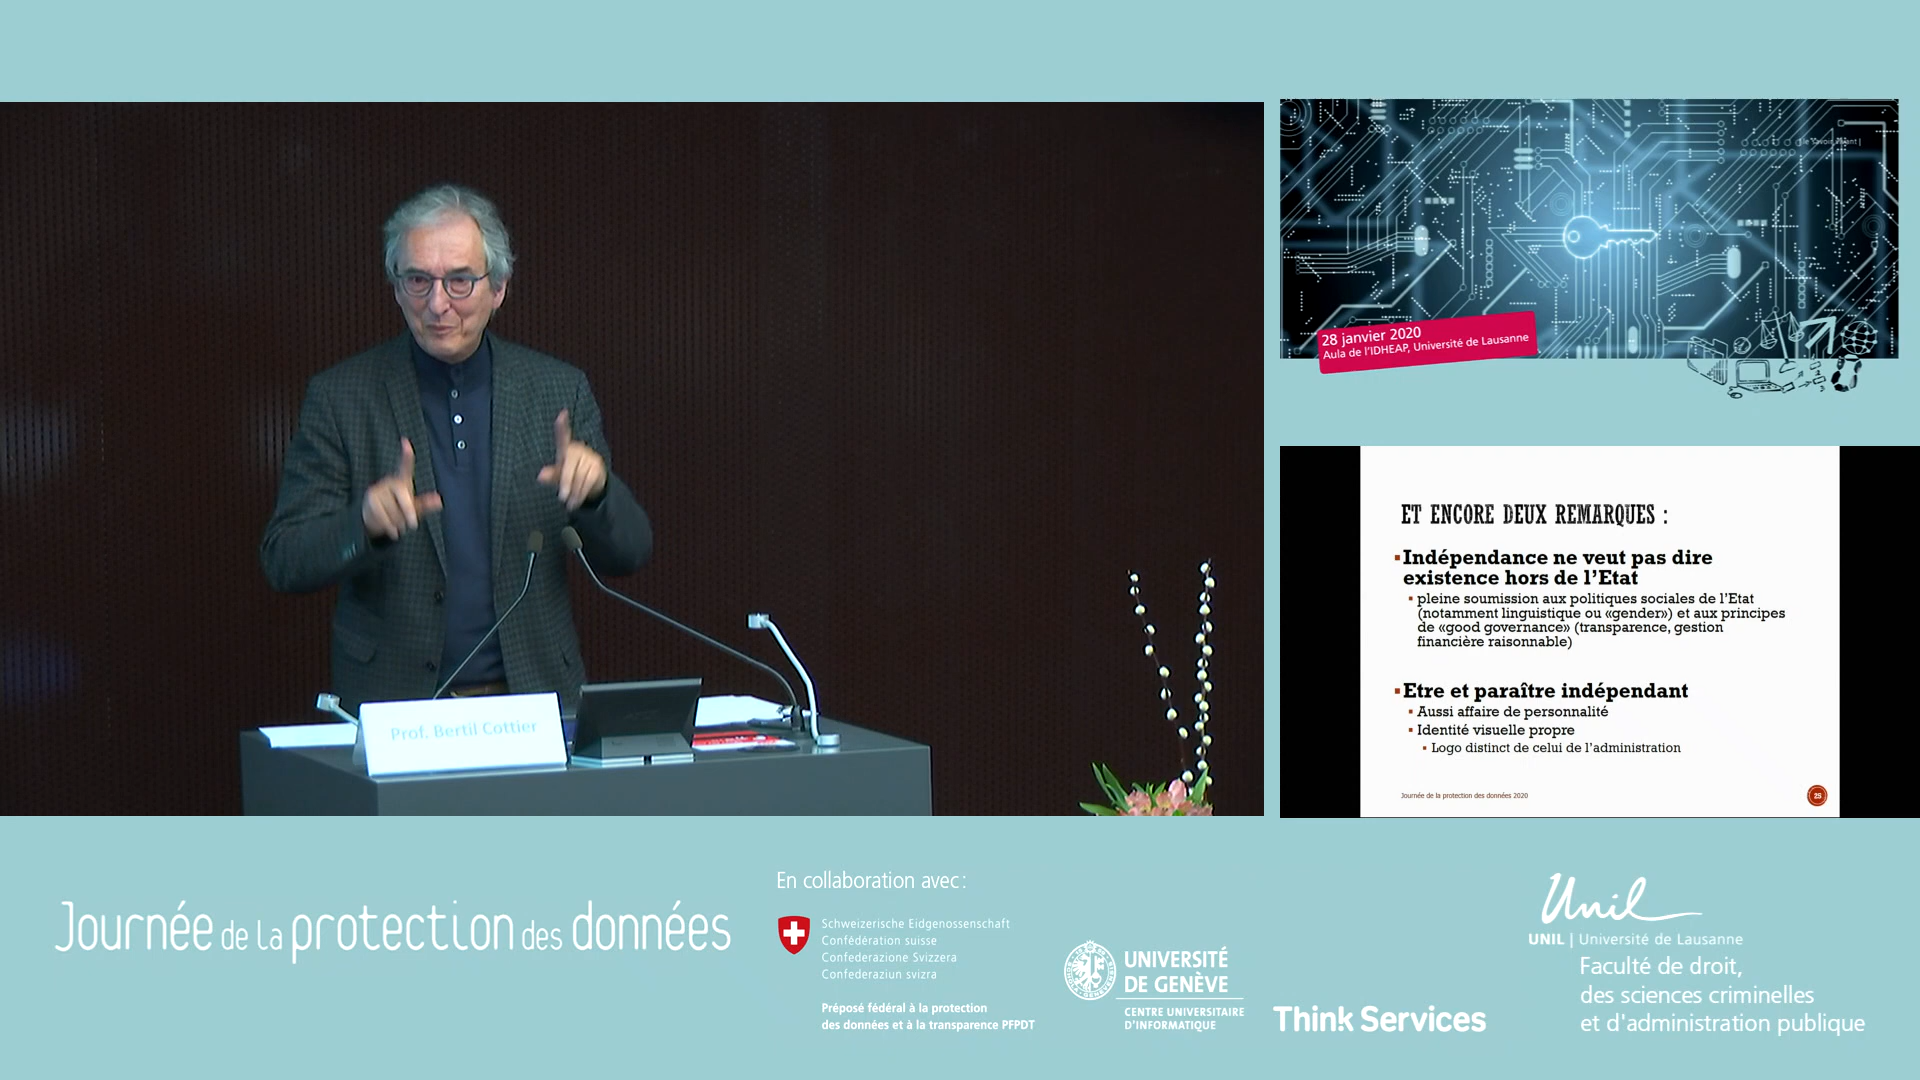 Prof. Bertil Cottier
28 janvier 2020
Aula de l'IDHEAP, Université de Lausanne
ET ENCORE DEUX REMARQUES :
Indépendance ne veut pas dire
existence hors de l'Etat
pleine soumission aux politiques sociales de l'Etat
(notamment linguistique ou «gender») et aux principes
de «good governance» (transparence, gestion
financière raisonnable)
Etre et paraître indépendant
Aussi affaire de personnalité
Identité visuelle propre
Logo distinct de celui de l'administration
Journée de la protection des données 2020
25
Journée de la protection des données
En collaboration avec :
Schweizerische Eidgenossenschaft
Confédération suisse
Confederazione Svizzera
Confederaziun svizra
Préposé fédéral à la protection
des données et à la transparence PFPDT
UNIVERSITÉ
DE GENÈVE
CENTRE UNIVERSITAIRE
D'INFORMATIQUE
Think Services
Unil
UNIL | Université de Lausanne
Faculté de droit,
des sciences criminelles
et d'administration publique